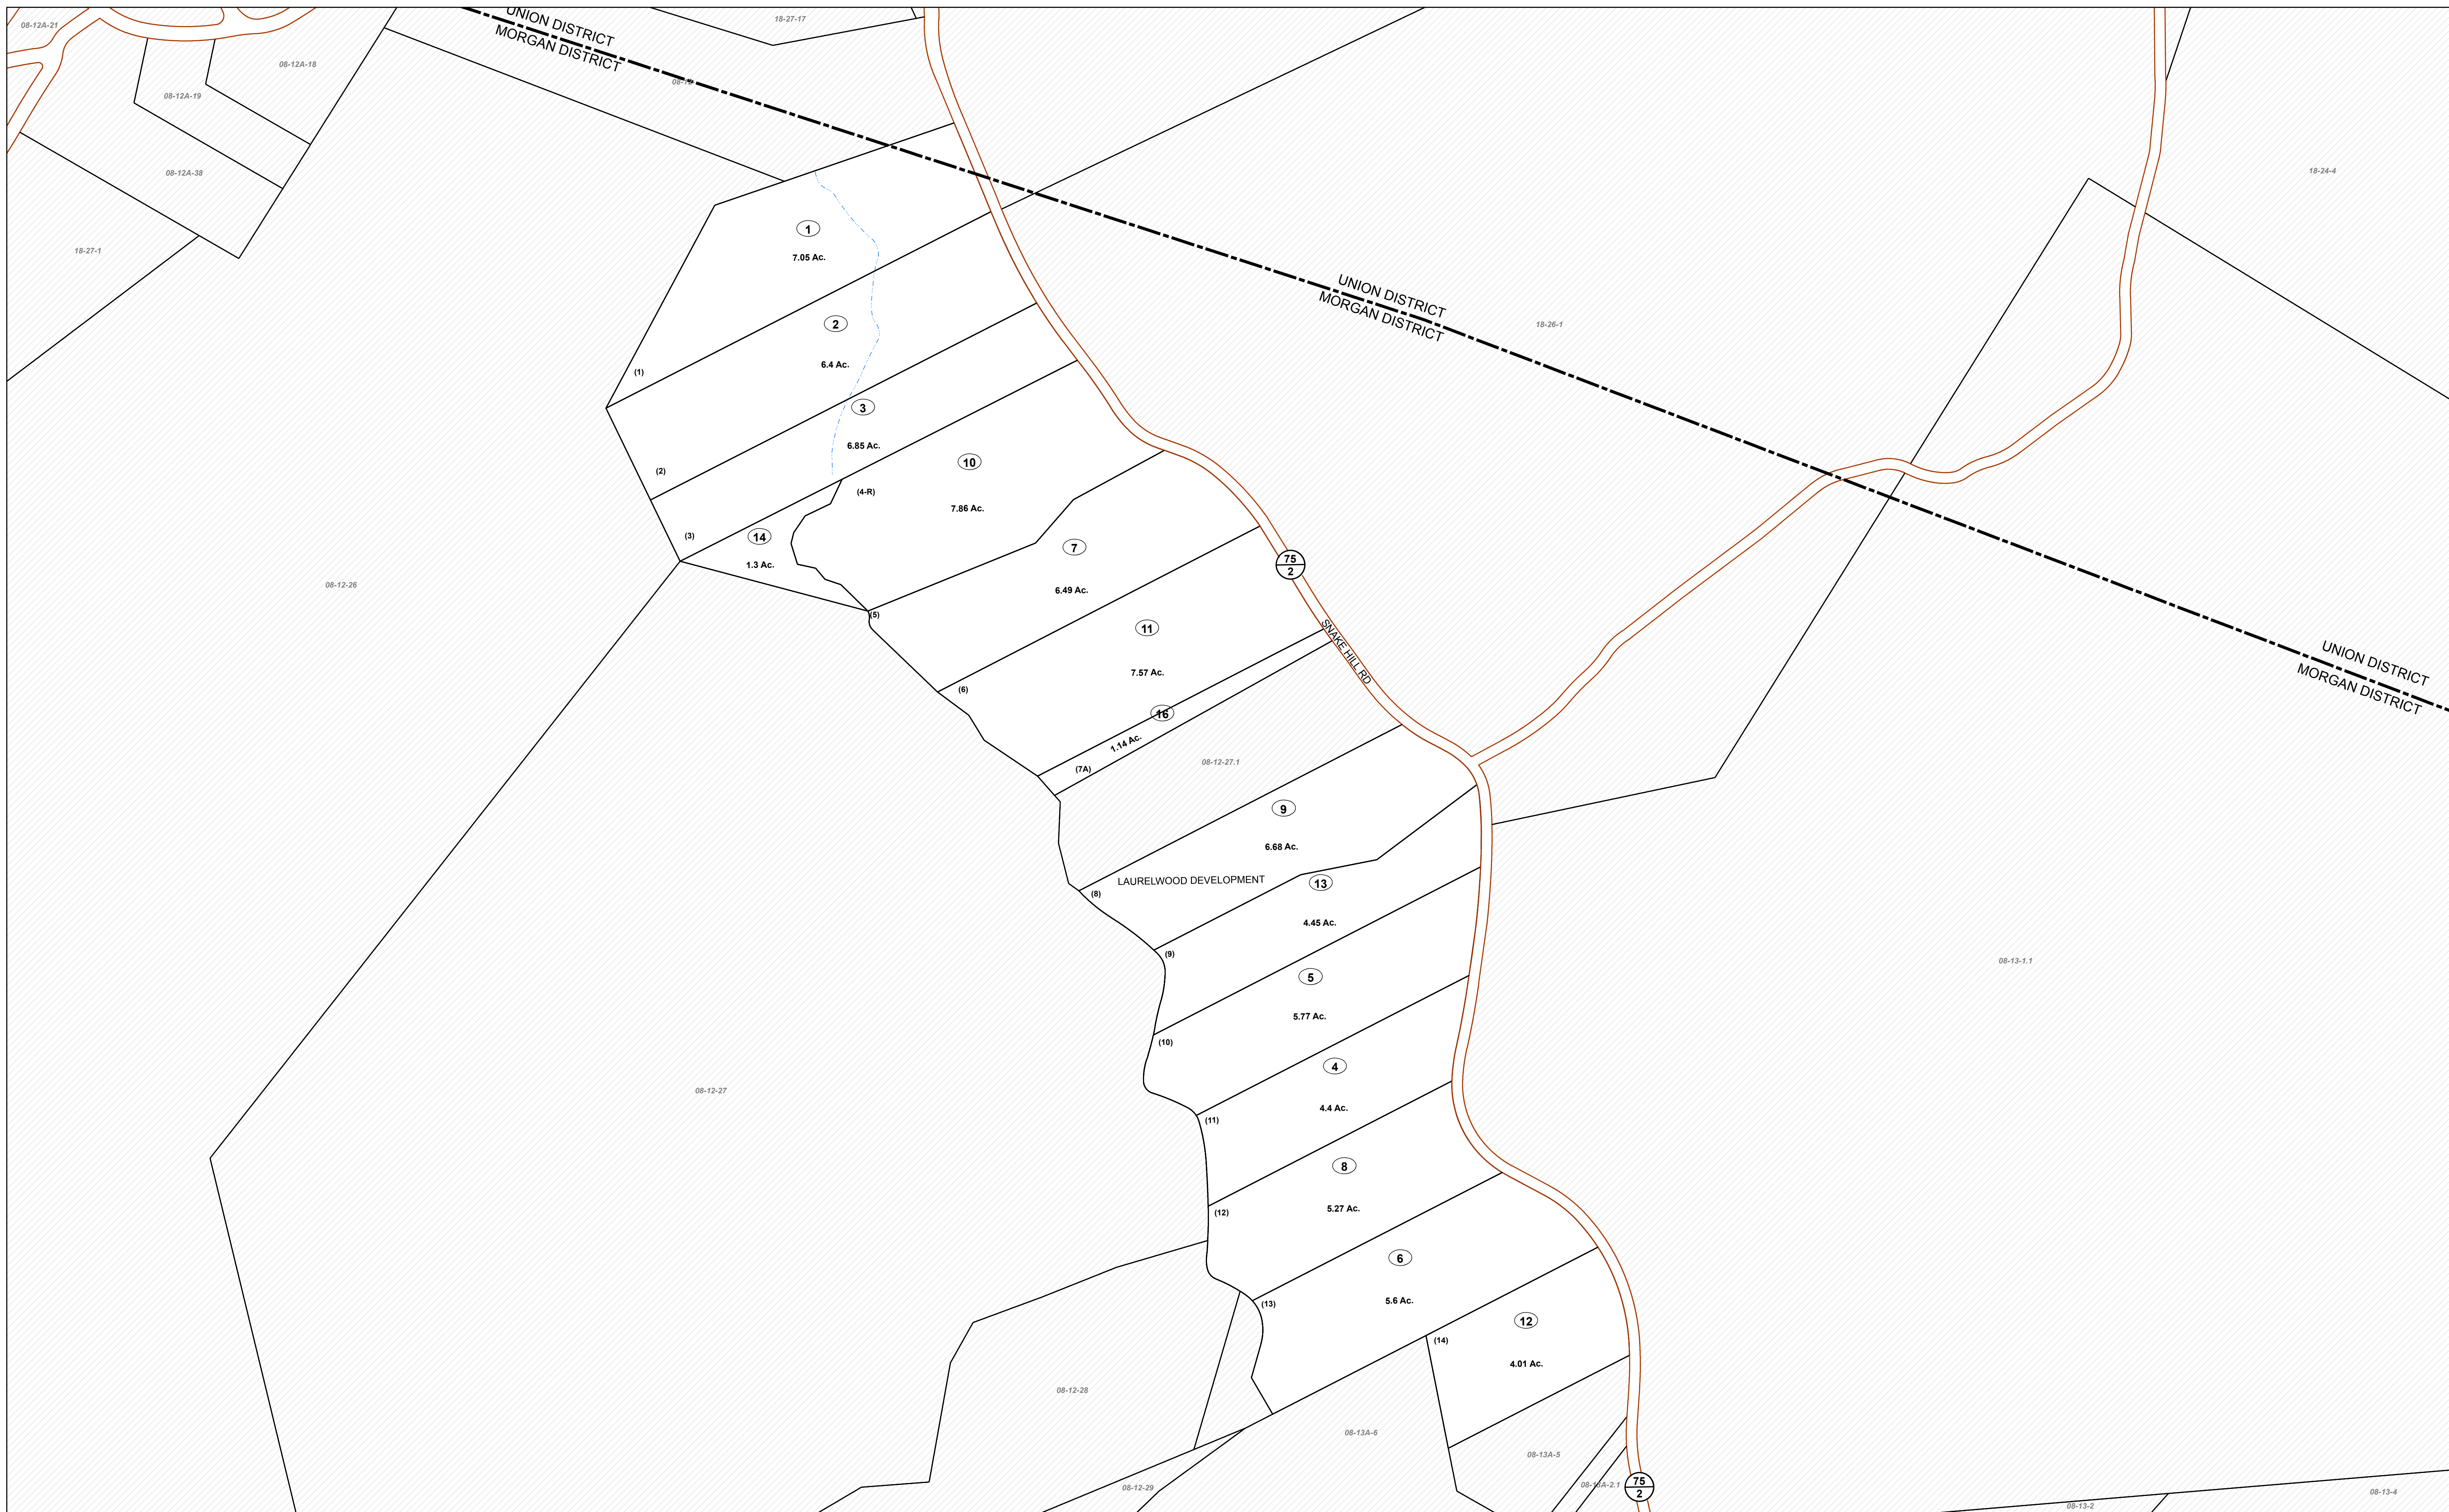 18-27-17
08-12A-21
UNION DISTRICT
MORGAN DISTRICT
08-12A-18
08-12A-19
08-12A-38
18-24-4
18-27-1
1
7.05 Ac.
UNION DISTRICT
MORGAN DISTRICT
18-26-1
2
6.4 Ac.
(1)
3
6.85 Ac.
(2)
10
(4-R)
7.86 Ac.
(3)
14
1.3 Ac.
7
6.49 Ac.
75
2
08-12-26
(5)
11
7.57 Ac.
SNAKE HILL RD
UNION DISTRICT
MORGAN DISTRICT
(6)
16
1.14 Ac.
(7A)
08-12-27.1
9
6.68 Ac.
LAURELWOOD DEVELOPMENT
(8)
13
4.45 Ac.
(9)
08-13-1.1
5
5.77 Ac.
(10)
4
4.4 Ac.
08-12-27
(11)
8
5.27 Ac.
(12)
6
5.6 Ac.
(13)
12
(14)
4.01 Ac.
08-12-28
08-13A-6
08-13A-5
08-12-29
08-13A-2.1
75
2
08-13-4
08-13-2